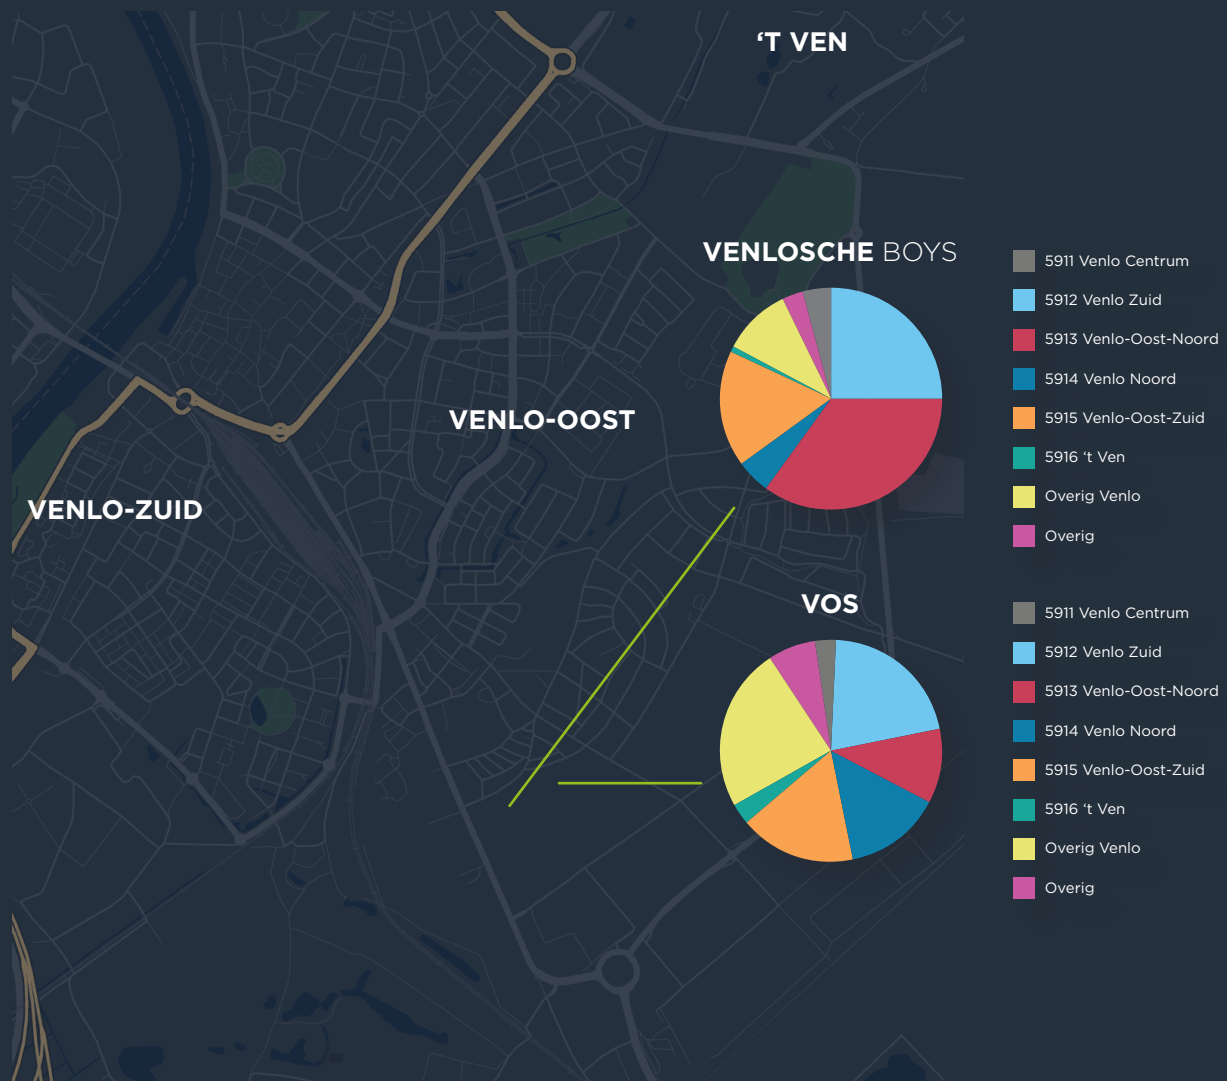 ‘T VEN
VENLOSCHE BOYS
5911 Venlo Centrum
5912 Venlo Zuid
5913 Venlo-Oost-Noord
5914 Venlo Noord
5915 Venlo-Oost-Zuid
5916 ‘t Ven
Overig Venlo
Overig
VENLO-OOST
VENLO-ZUID
VOS
5911 Venlo Centrum
5912 Venlo Zuid
5913 Venlo-Oost-Noord
5914 Venlo Noord
5915 Venlo-Oost-Zuid
5916 ‘t Ven
Overig Venlo
Overig